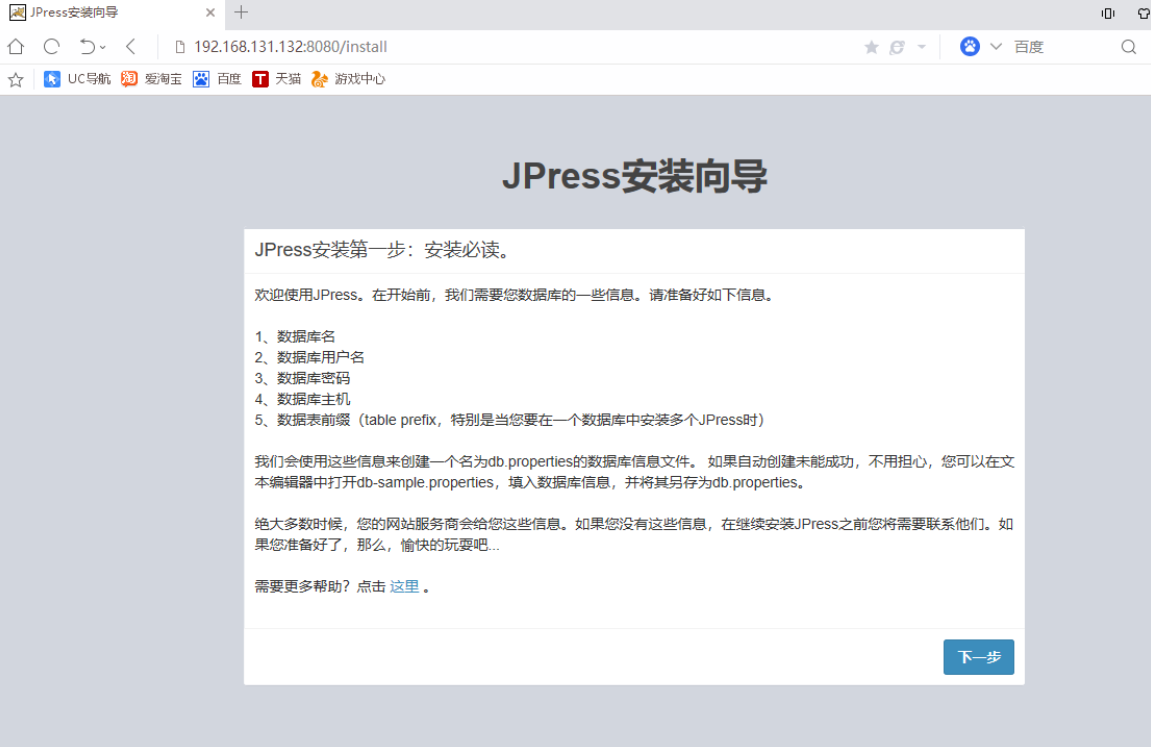 JPress安装向导
192.168.131.132:8080/install
百度
UC导航 爱淘宝 百度 天猫 游戏中心
JPress安装向导
JPress安装第一步：安装必读。
欢迎使用JPress。在开始前，我们需要您数据库的一些信息。请准备好如下信息。
1、数据库名
2、数据库用户名
3、数据库密码
4、数据库主机
5、数据表前缀（table prefix，特别是当您要在一个数据库中安装多个JPress时）
我们会使用这些信息来创建一个名为db.properties的数据库信息文件。 如果自动创建未能成功，不用担心，您可以在文
本编辑器中打开db-sample.properties，填入数据库信息，并将其另存为db.properties。
绝大多数时候，您的网站服务商会给您这些信息。如果您没有这些信息，在继续安装JPress之前您将需要联系他们。如
果您准备好了，那么，愉快的玩耍吧...
需要更多帮助？点击 这里 。
下一步